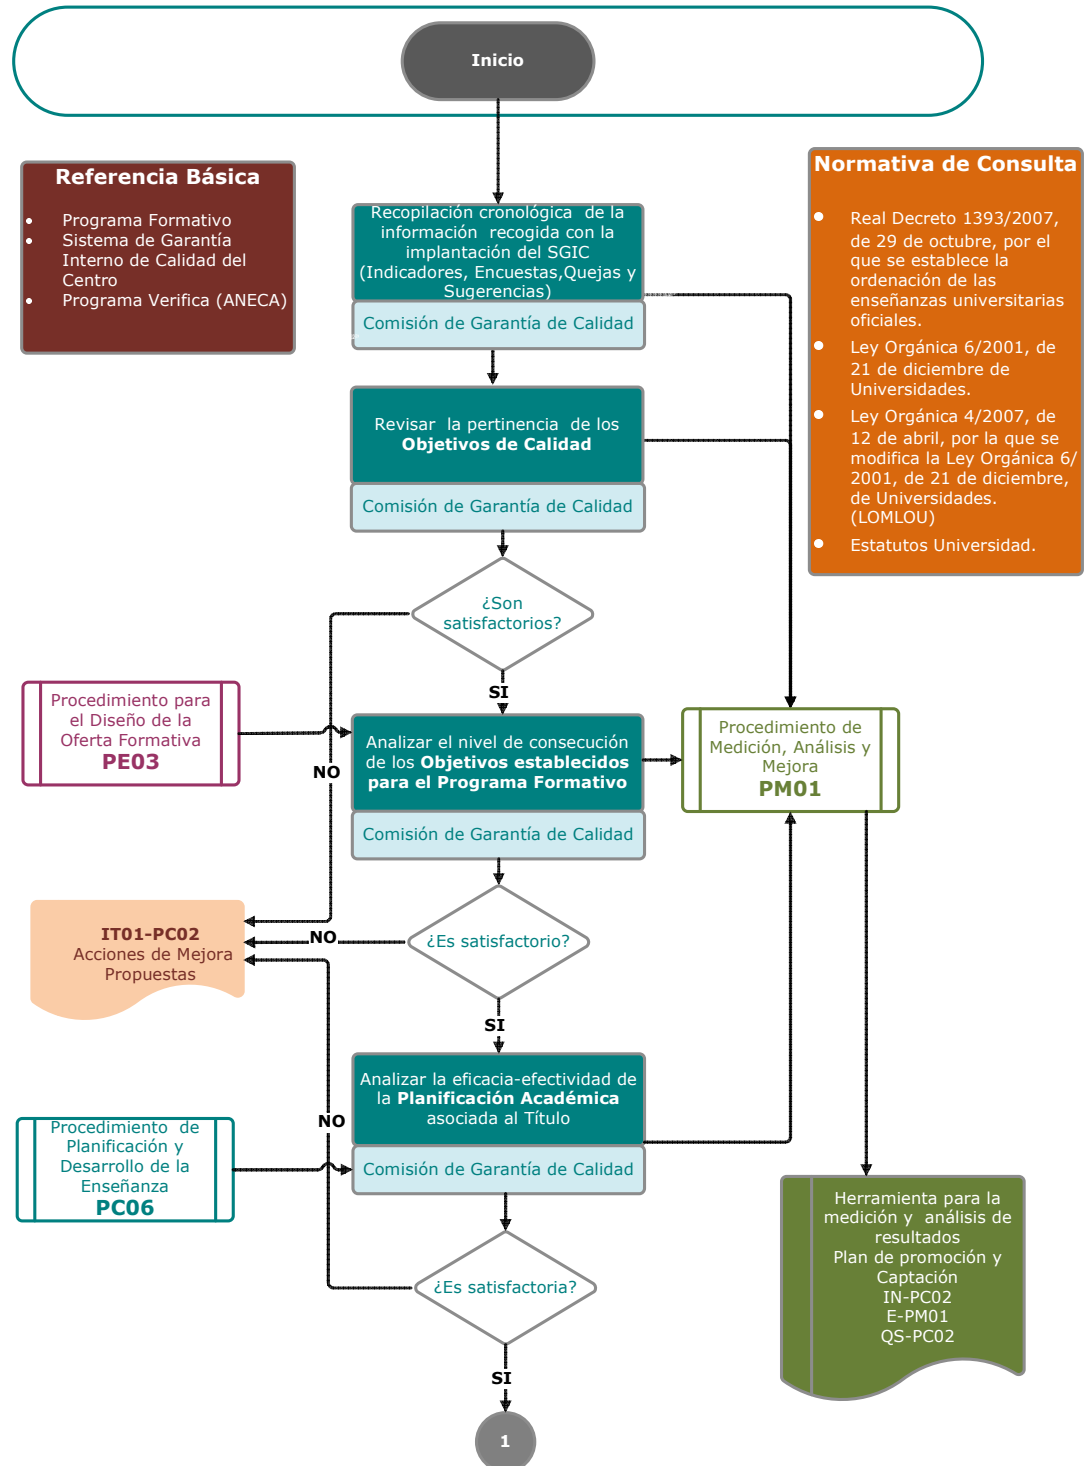 Inicio
Referencia Básica
Programa Formativo
Sistema de Garantía
Interno de Calidad del
Centro
Programa Verifica (ANECA)
Normativa de Consulta
Real Decreto 1393/2007,
de 29 de octubre, por el
que se establece la
ordenación de las
enseñanzas universitarias
oficiales.
Ley Orgánica 6/2001, de
21 de diciembre de
Universidades.
Ley Orgánica 4/2007, de
12 de abril, por la que se
modifica la Ley Orgánica 6/
2001, de 21 de diciembre,
de Universidades.
(LOMLOU)
Estatutos Universidad.
Recopilación cronológica de la
información recogida con la
implantación del SGIC
(Indicadores, Encuestas,Quejas y
Sugerencias)
Comisión de Garantía de Calidad
Revisar la pertinencia de los
Objetivos de Calidad
Comisión de Garantía de Calidad
¿Son
satisfactorios?
SI
NO
Procedimiento para
el Diseño de la
Oferta Formativa
PE03
Analizar el nivel de consecución
de los Objetivos establecidos
para el Programa Formativo
Comisión de Garantía de Calidad
Procedimiento de
Medición, Análisis y
Mejora
PM01
IT01-PC02
Acciones de Mejora
Propuestas
NO
¿Es satisfactorio?
SI
Analizar la eficacia-efectividad de
la Planificación Académica
asociada al Título
Comisión de Garantía de Calidad
NO
Procedimiento de
Planificación y
Desarrollo de la
Enseñanza
PC06
¿Es satisfactoria?
SI
Herramienta para la
medición y análisis de
resultados
Plan de promoción y
Captación
IN-PC02
E-PM01
QS-PC02
1